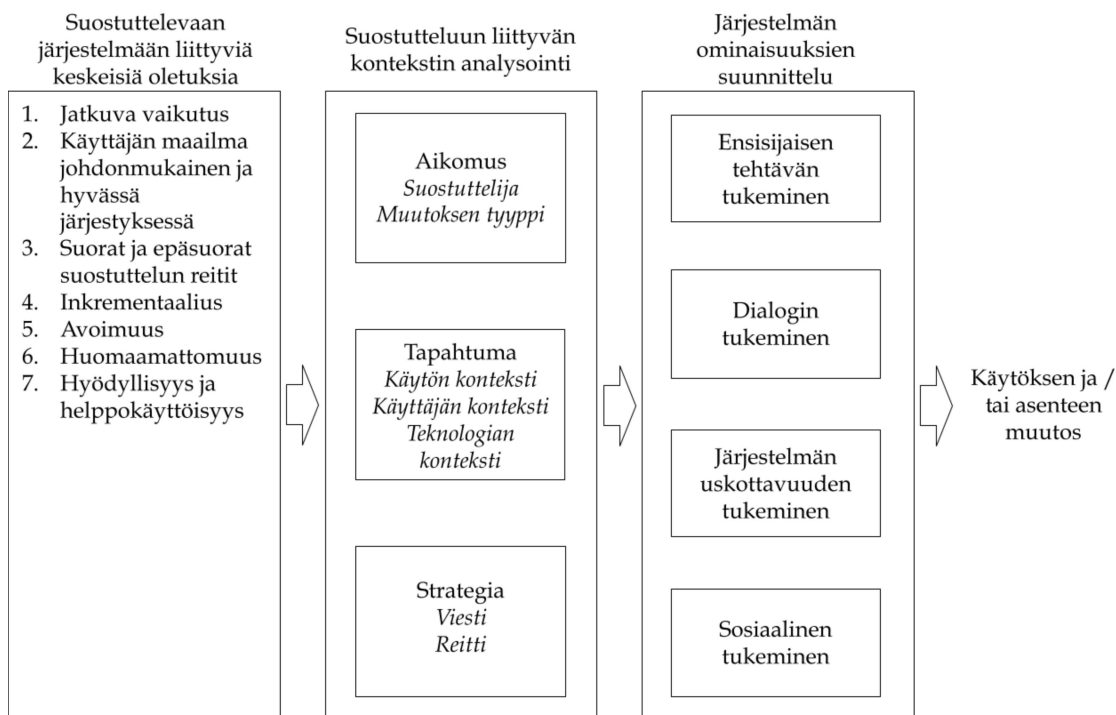 Suostuttelevaan
järjestelmään liittyviä
keskeisiä oletuksia
1. Jatkuva vaikutus
2. Käyttäjän maailma
johdonmukainen ja
hyvässä
järjestyksessä
3. Suorat ja epäsuorat
suostuttelun reitit
4. Inkrementaalius
5. Avoimuus
6. Huomaamattomuus
7. Hyödyllisyys ja
helppokäyttöisyys
Suostutteluun liittyvän
kontekstin analysointi
Aikomus
Suostuttelija
Muutoksen tyyppi
Tapahtuma
Käytön konteksti
Käyttäjän konteksti
Teknologian
konteksti
Strategia
Viesti
Reitti
Järjestelmän
ominaisuuksien
suunnittelu
Ensisijaisen
tehtävän
tukeminen
Dialogin
tukeminen
Järjestelmän
uskottavuuden
tukeminen
Sosiaalinen
tukeminen
Käytöksen ja /
tai asenteen
muutos